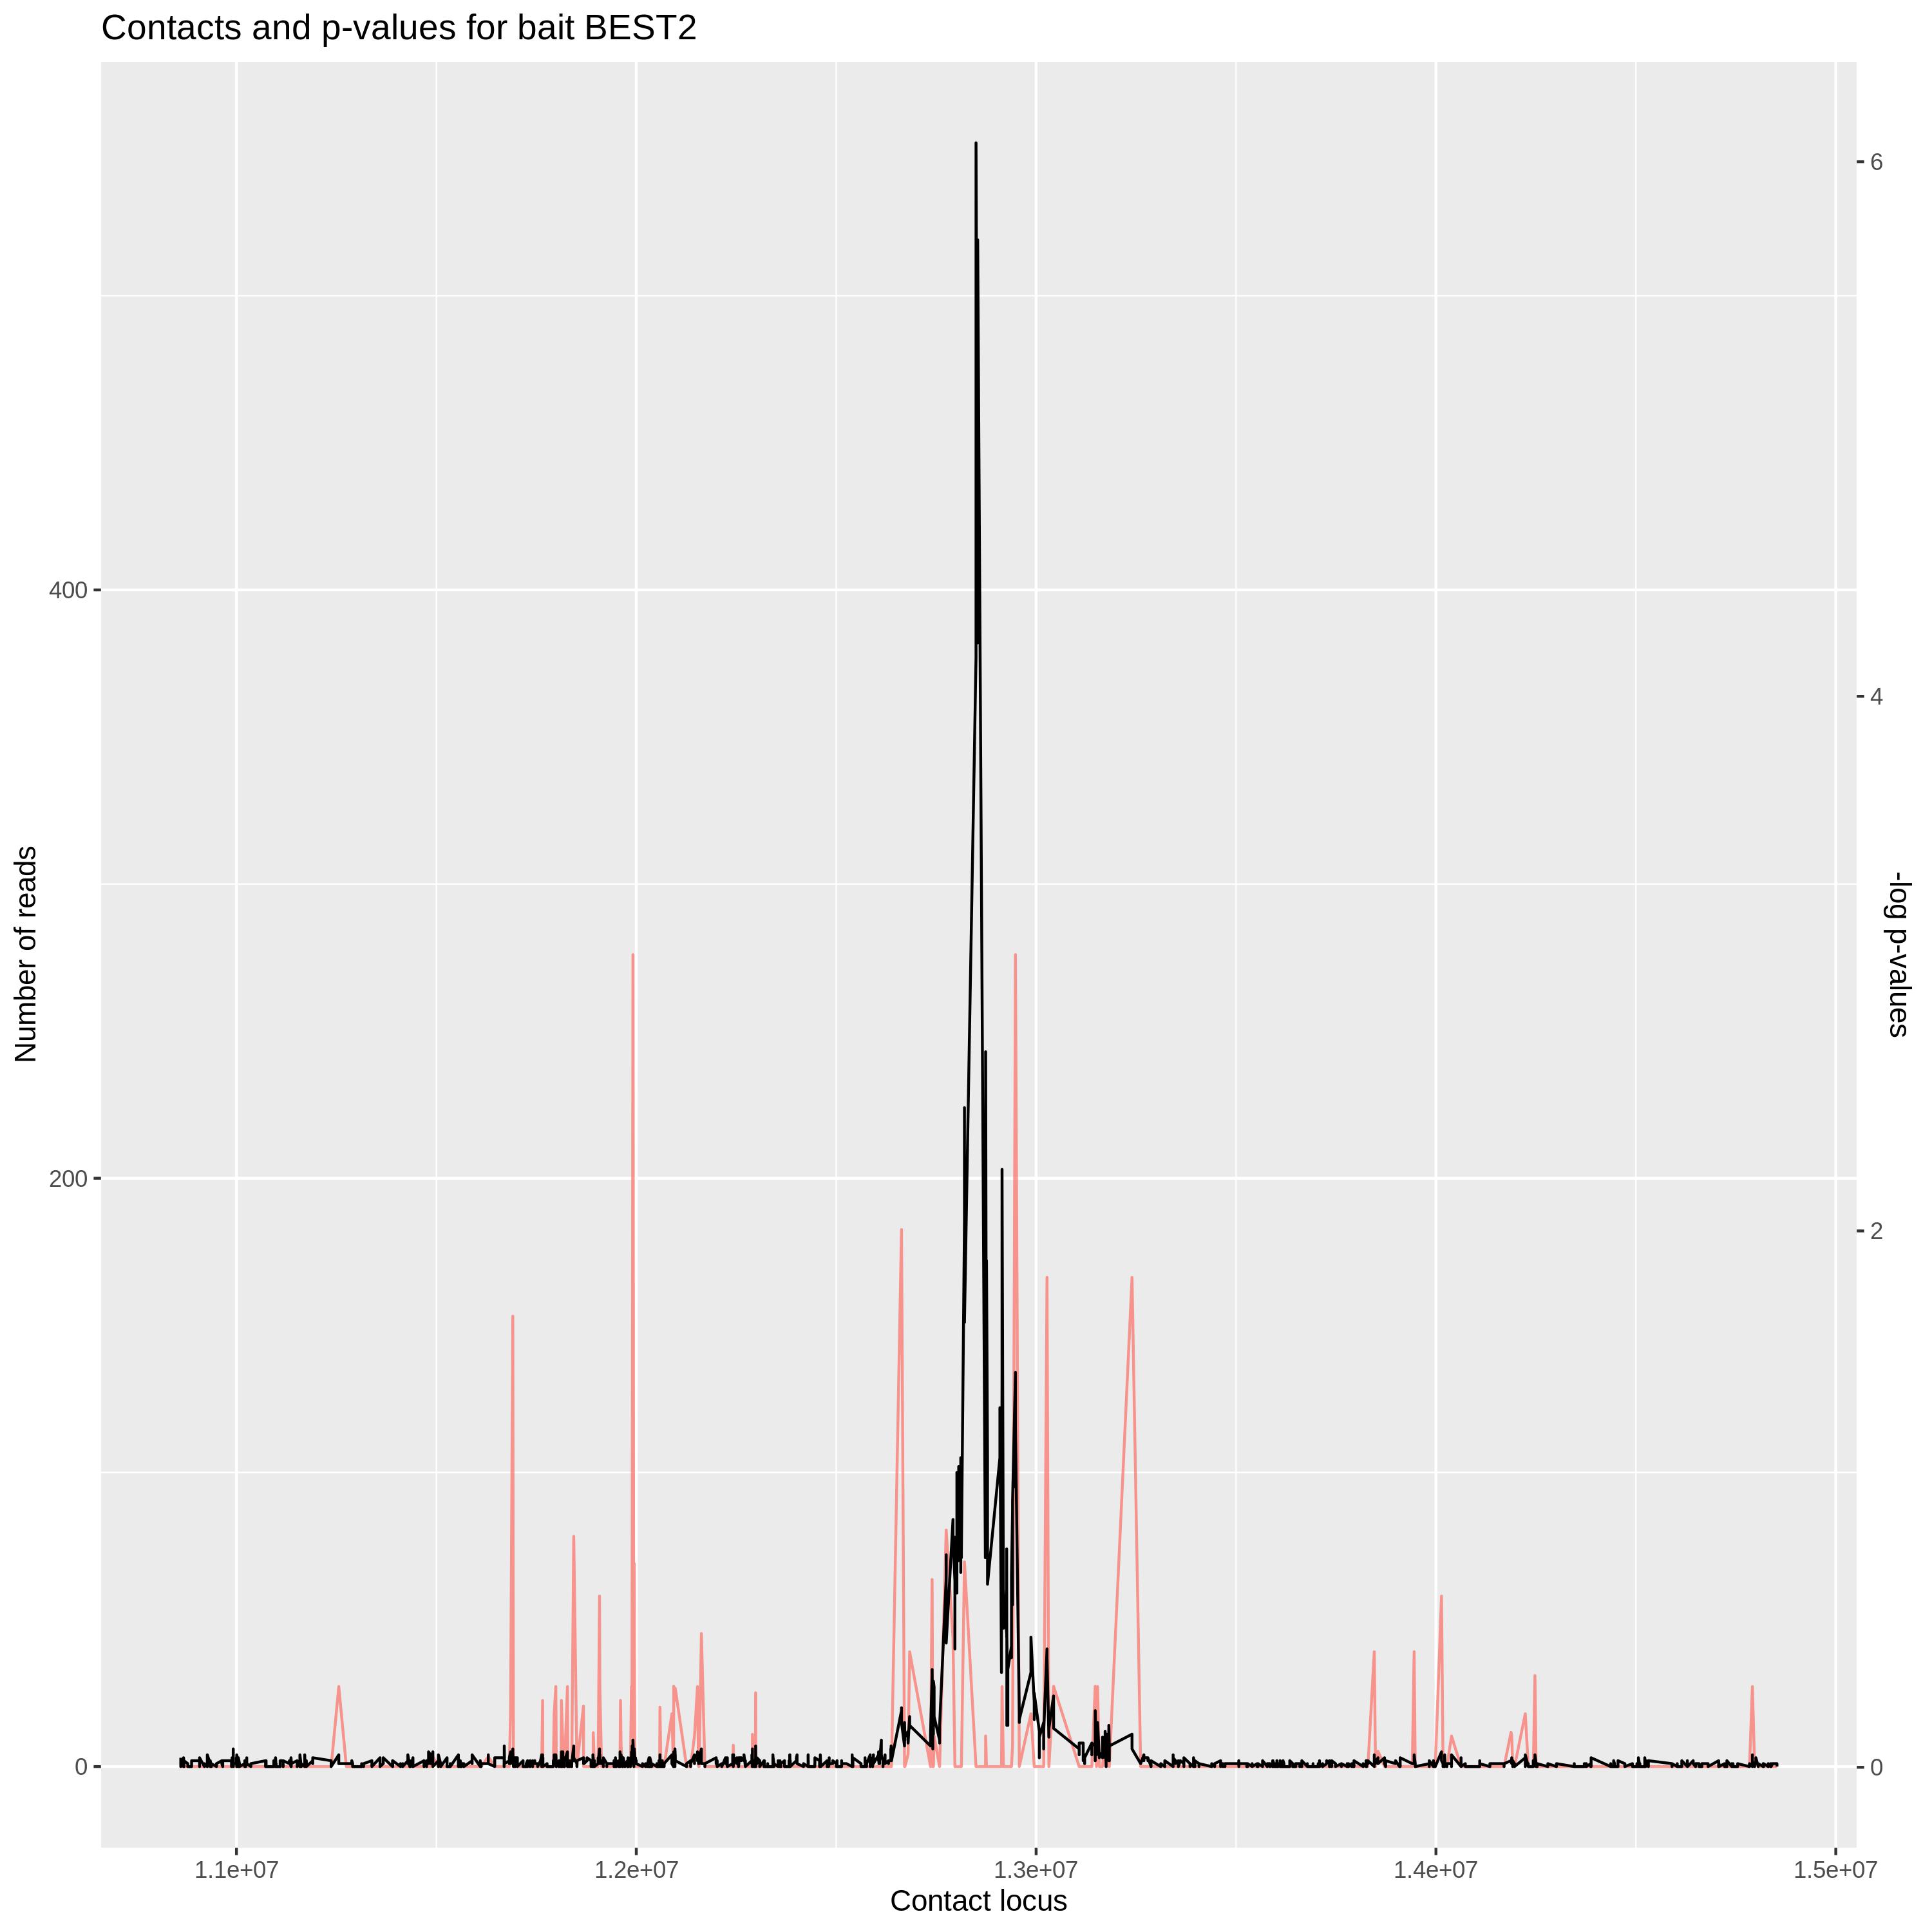 Contacts and p-values for bait BEST2
6
400
4
Number of reads
-log p-values
2
200
0
0
1.1e+07
1.2e+07
1.3e+07
1.4e+07
1.5e+07
Contact locus